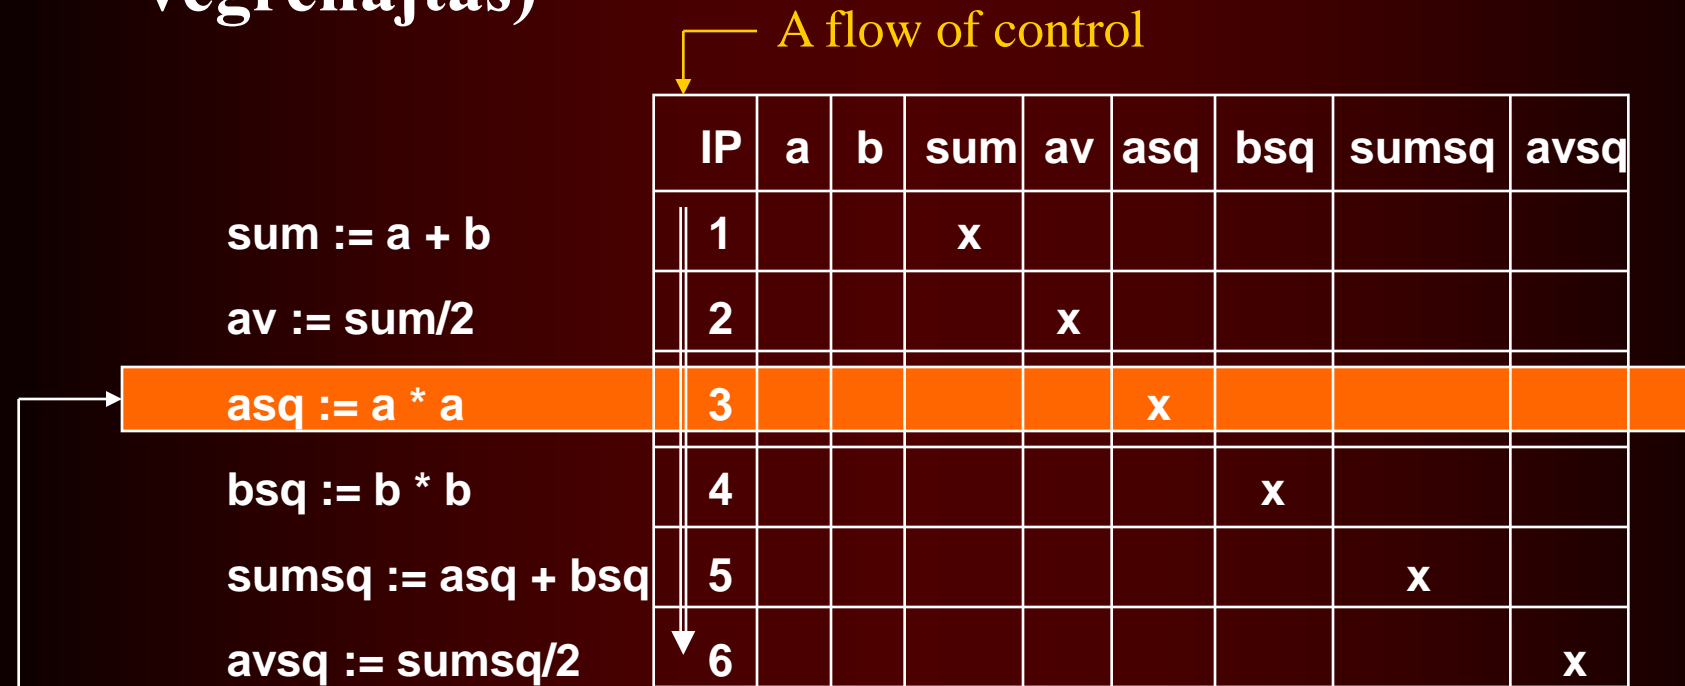 végrehajtás)
A flow of control
IP a b sum av asq bsq sumsq avsq
sum := a + b 1 x
av := sum/2 2 x
asq := a * a 3 x
bsq := b * b 4 x
sumsq := asq + bsq 5 x
avsq := sumsq/2 6 x